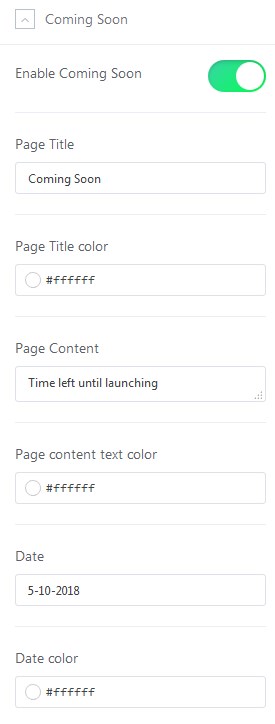 Coming Soon
Enable Coming Soon
Page Title
Coming Soon
Page Title color
#ffffff
Page Content
Time left until launching
Page content text color
#ffffff
Date
5-10-2018
Date color
#ffffff